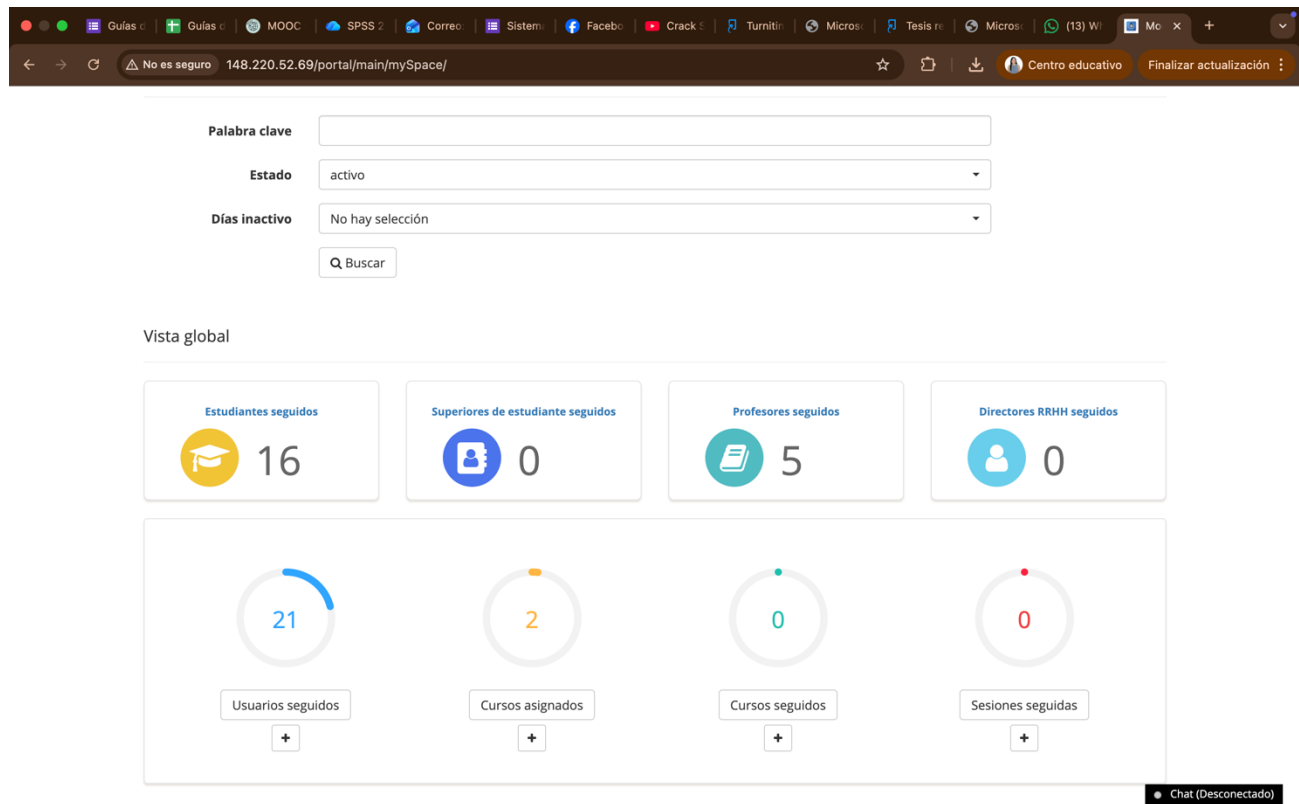 Guías d Guías d MOOC SPSS 2 Correo: Sistema Facebo Crack S Turnitin Microso Tesis re Microso (13) Wh Mo
No es seguro 148.220.52.69/portal/main/mySpace/ Centro educativo Finalizar actualización
Palabra clave
Estado activo
Días inactivo No hay selección
Buscar
Vista global
Estudiantes seguidos Superiores de estudiante seguidos Profesores seguidos Directores RRHH seguidos
16 0 5 0
21 2 0 0
Usuarios seguidos Cursos asignados Cursos seguidos Sesiones seguidas
+ + + +
Chat (Desconectado)